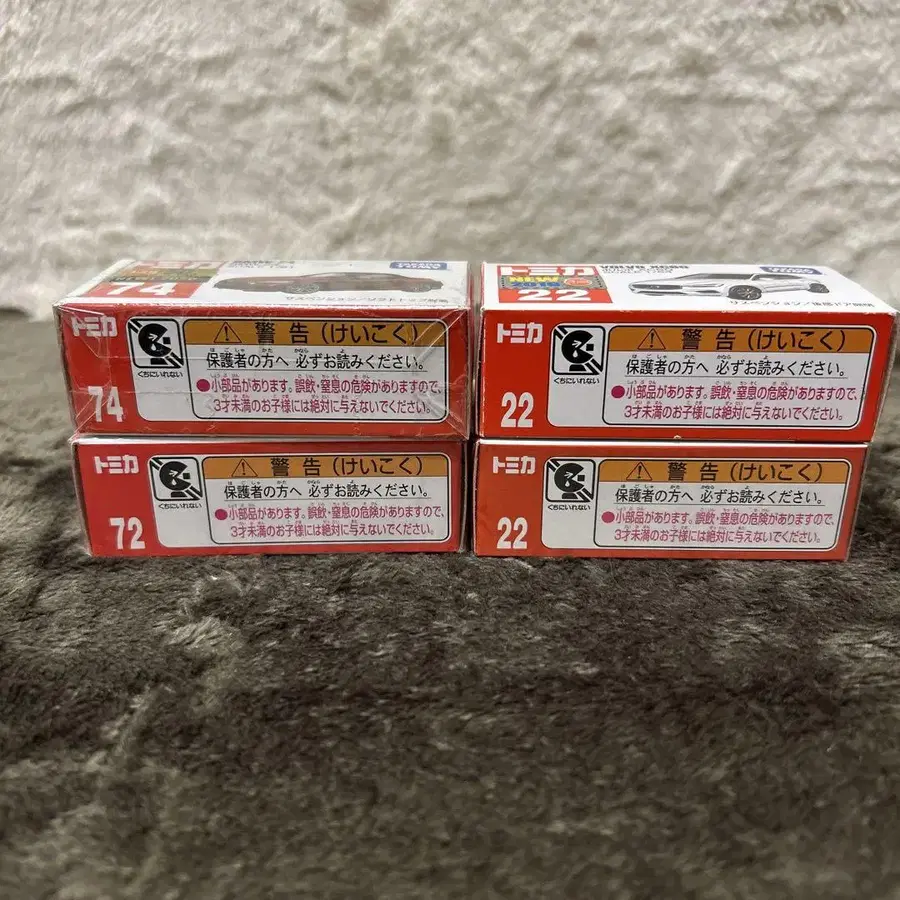 トミカ
74
BMW Z4
TAKARA
TOMY
トミカ
NEW
22
VOLVO XC60
トミカ
74
くちにいれない
警告(けいこく)
保護者の方へ 必ずお読みください。
●小部品があります。誤飲・窒息の危険がありますので、
3才未満のお子様には絶対に与えないでください。
トミカ
22
くちにいれない
警告(けいこく)
保護者の方へ 必ずお読みください。
●小部品があります。誤飲・窒息の危険がありますので、
3才未満のお子様には絶対に与えないでください。
トミカ
72
くちにいれない
警告(けいこく)
保護者の方へ 必ずお読みください。
●小部品があります。誤飲・窒息の危険がありますので、
3才未満のお子様には絶対に与えないでください。
トミカ
22
くちにいれない
警告(けいこく)
保護者の方へ 必ずお読みください。
●小部品があります。誤飲・窒息の危険がありますので、
3才未満のお子様には絶対に与えないでください。